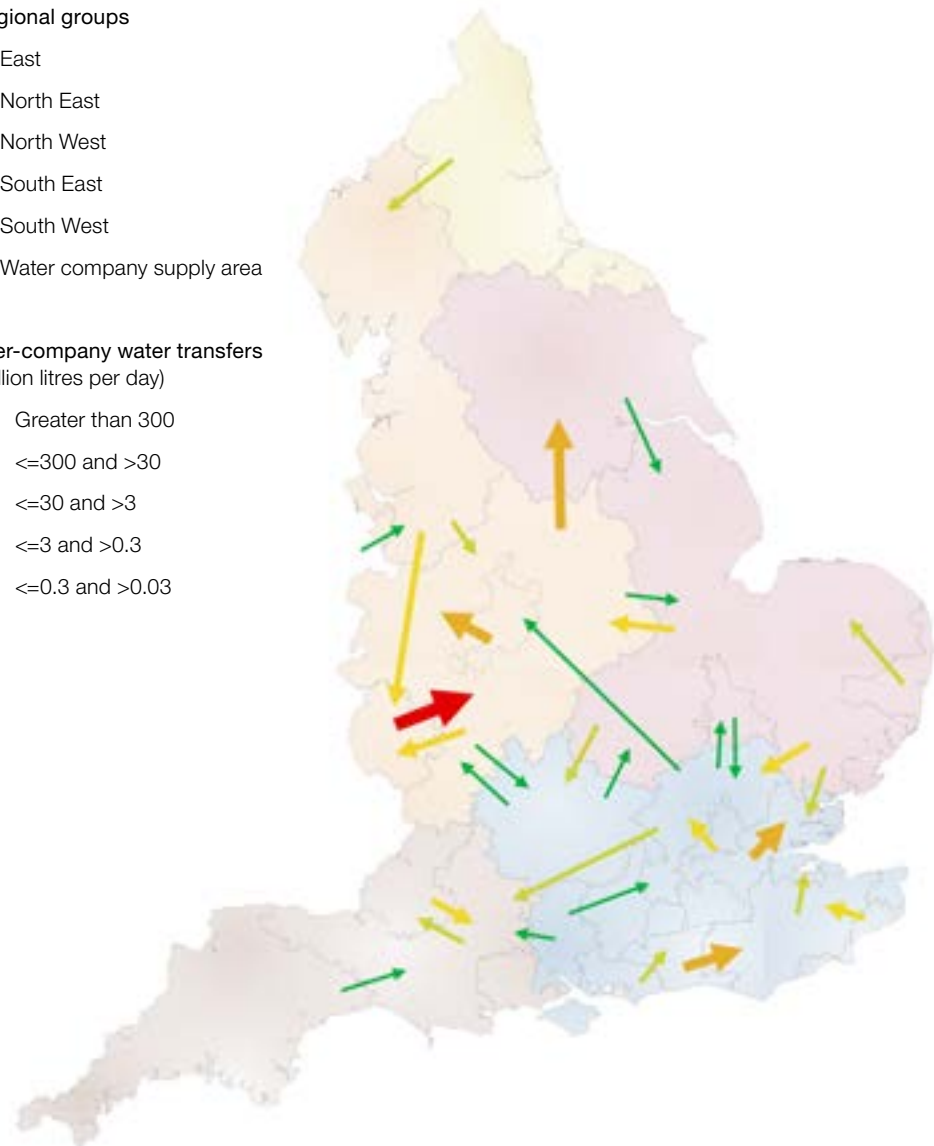 gional groups
East
North East
North West
South East
South West
Water company supply area
er-company water transfers
llion litres per day)
Greater than 300
<=300 and >30
<=30 and >3
<=3 and >0.3
<=0.3 and >0.03